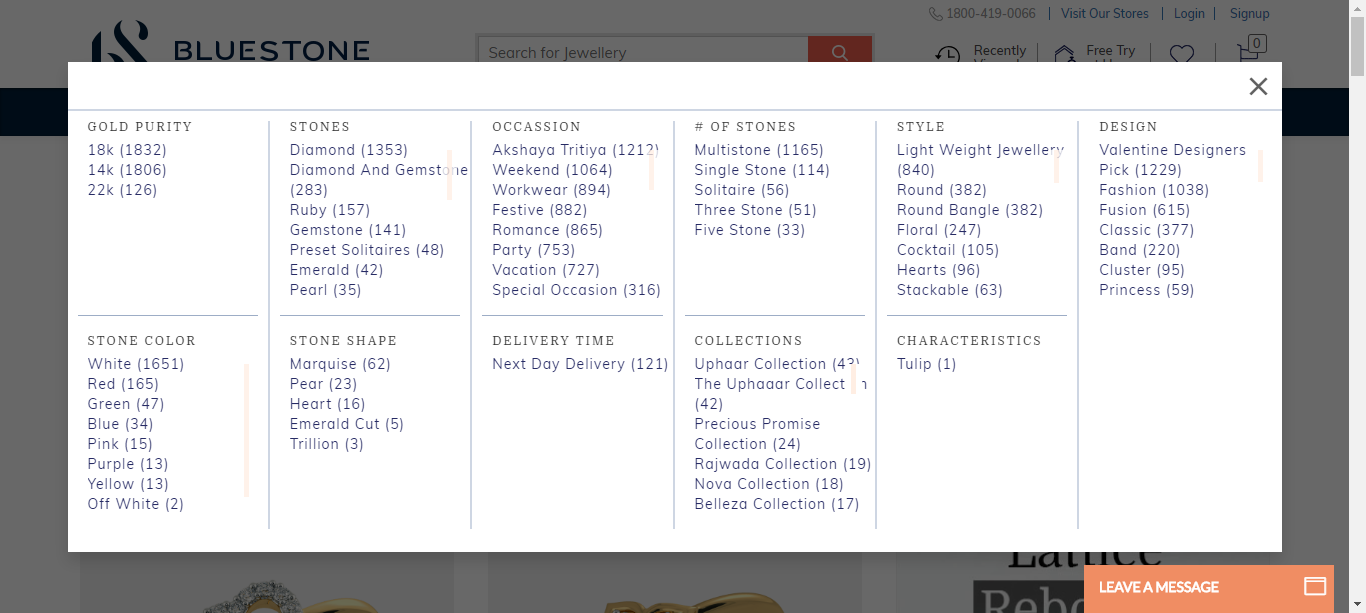 1800-419-0066 | Visit Our Stores | Login | Signup
BLUESTONE
Search for Jewellery
Recently
Free Try
0
GOLD PURITY
18k (1832)
14k (1806)
22k (126)
STONES
Diamond (1353)
Diamond And Gemstone
(283)
Ruby (157)
Gemstone (141)
Preset Solitaires (48)
Emerald (42)
Pearl (35)
OCCASSION
Akshaya Tritiya (1212)
Weekend (1064)
Workwear (894)
Festive (882)
Romance (865)
Party (753)
Vacation (727)
Special Occasion (316)
# OF STONES
Multistone (1165)
Single Stone (114)
Solitaire (56)
Three Stone (51)
Five Stone (33)
STYLE
Light Weight Jewellery
(840)
Round (382)
Round Bangle (382)
Floral (247)
Cocktail (105)
Hearts (96)
Stackable (63)
DESIGN
Valentine Designers
Pick (1229)
Fashion (1038)
Fusion (615)
Classic (377)
Band (220)
Cluster (95)
Princess (59)
STONE COLOR
White (1651)
Red (165)
Green (47)
Blue (34)
Pink (15)
Purple (13)
Yellow (13)
Off White (2)
STONE SHAPE
Marquise (62)
Pear (23)
Heart (16)
Emerald Cut (5)
Trillion (3)
DELIVERY TIME
Next Day Delivery (121)
COLLECTIONS
Uphaar Collection (43)
The Uphaaar Collection
(42)
Precious Promise
Collection (24)
Rajwada Collection (19)
Nova Collection (18)
Belleza Collection (17)
CHARACTERISTICS
Tulip (1)
Lattice
LEAVE A MESSAGE